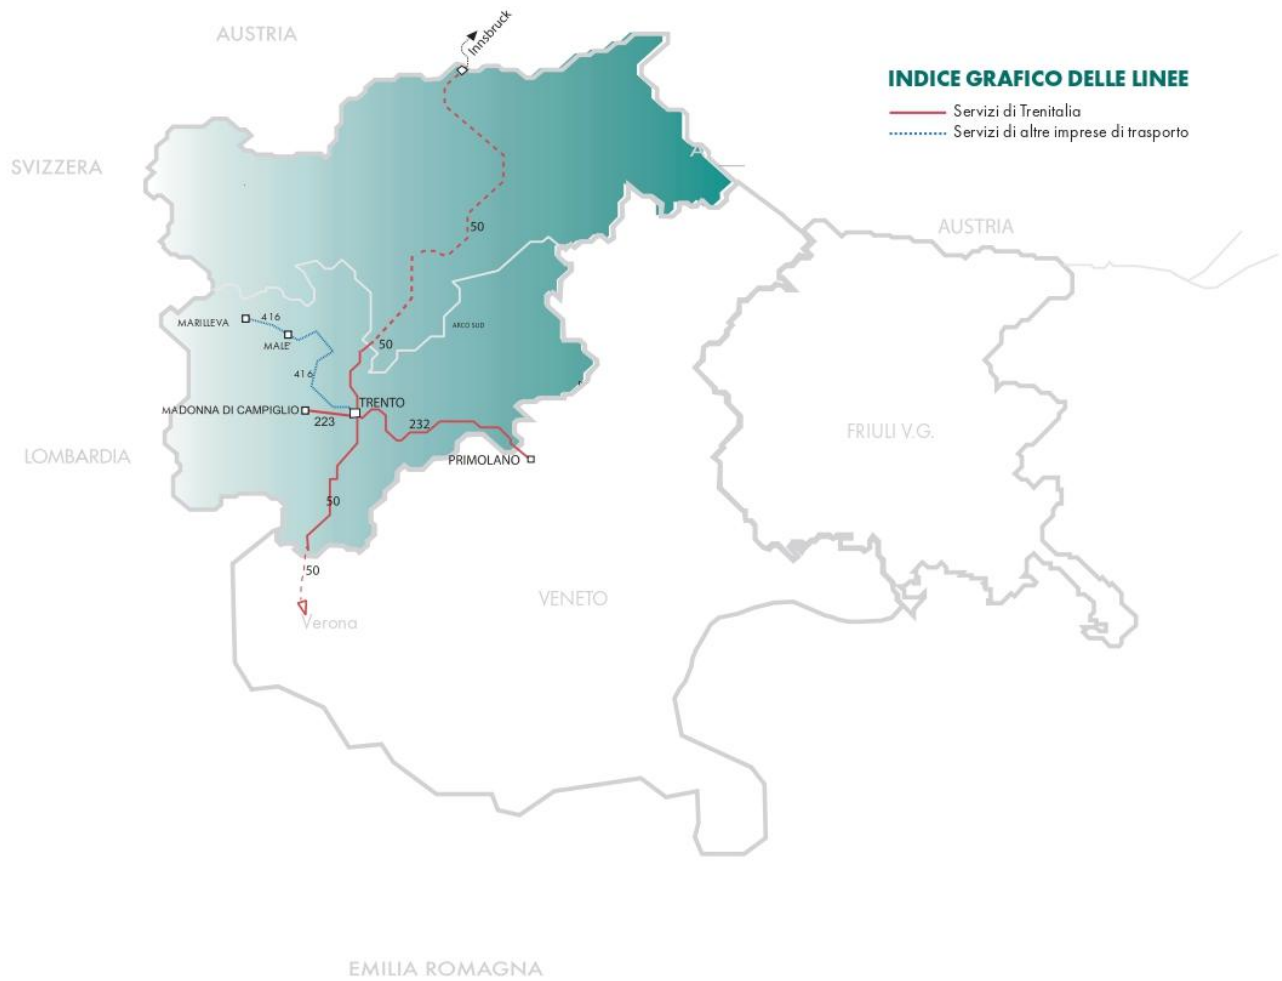 AUSTRIA
Innsbruck
INDICE GRAFICO DELLE LINEE
Servizi di Trenitalia
Servizi di altre imprese di trasporto
SVIZZERA
A
50
AUSTRIA
MARILLEVA
416
MALE'
ARCO SUD
50
416
TRENTO
MADONNA DI CAMPIGLIO
223
232
FRIULI V.G.
LOMBARDIA
PRIMOLANO
50
50
VENETO
Verona
EMILIA ROMAGNA